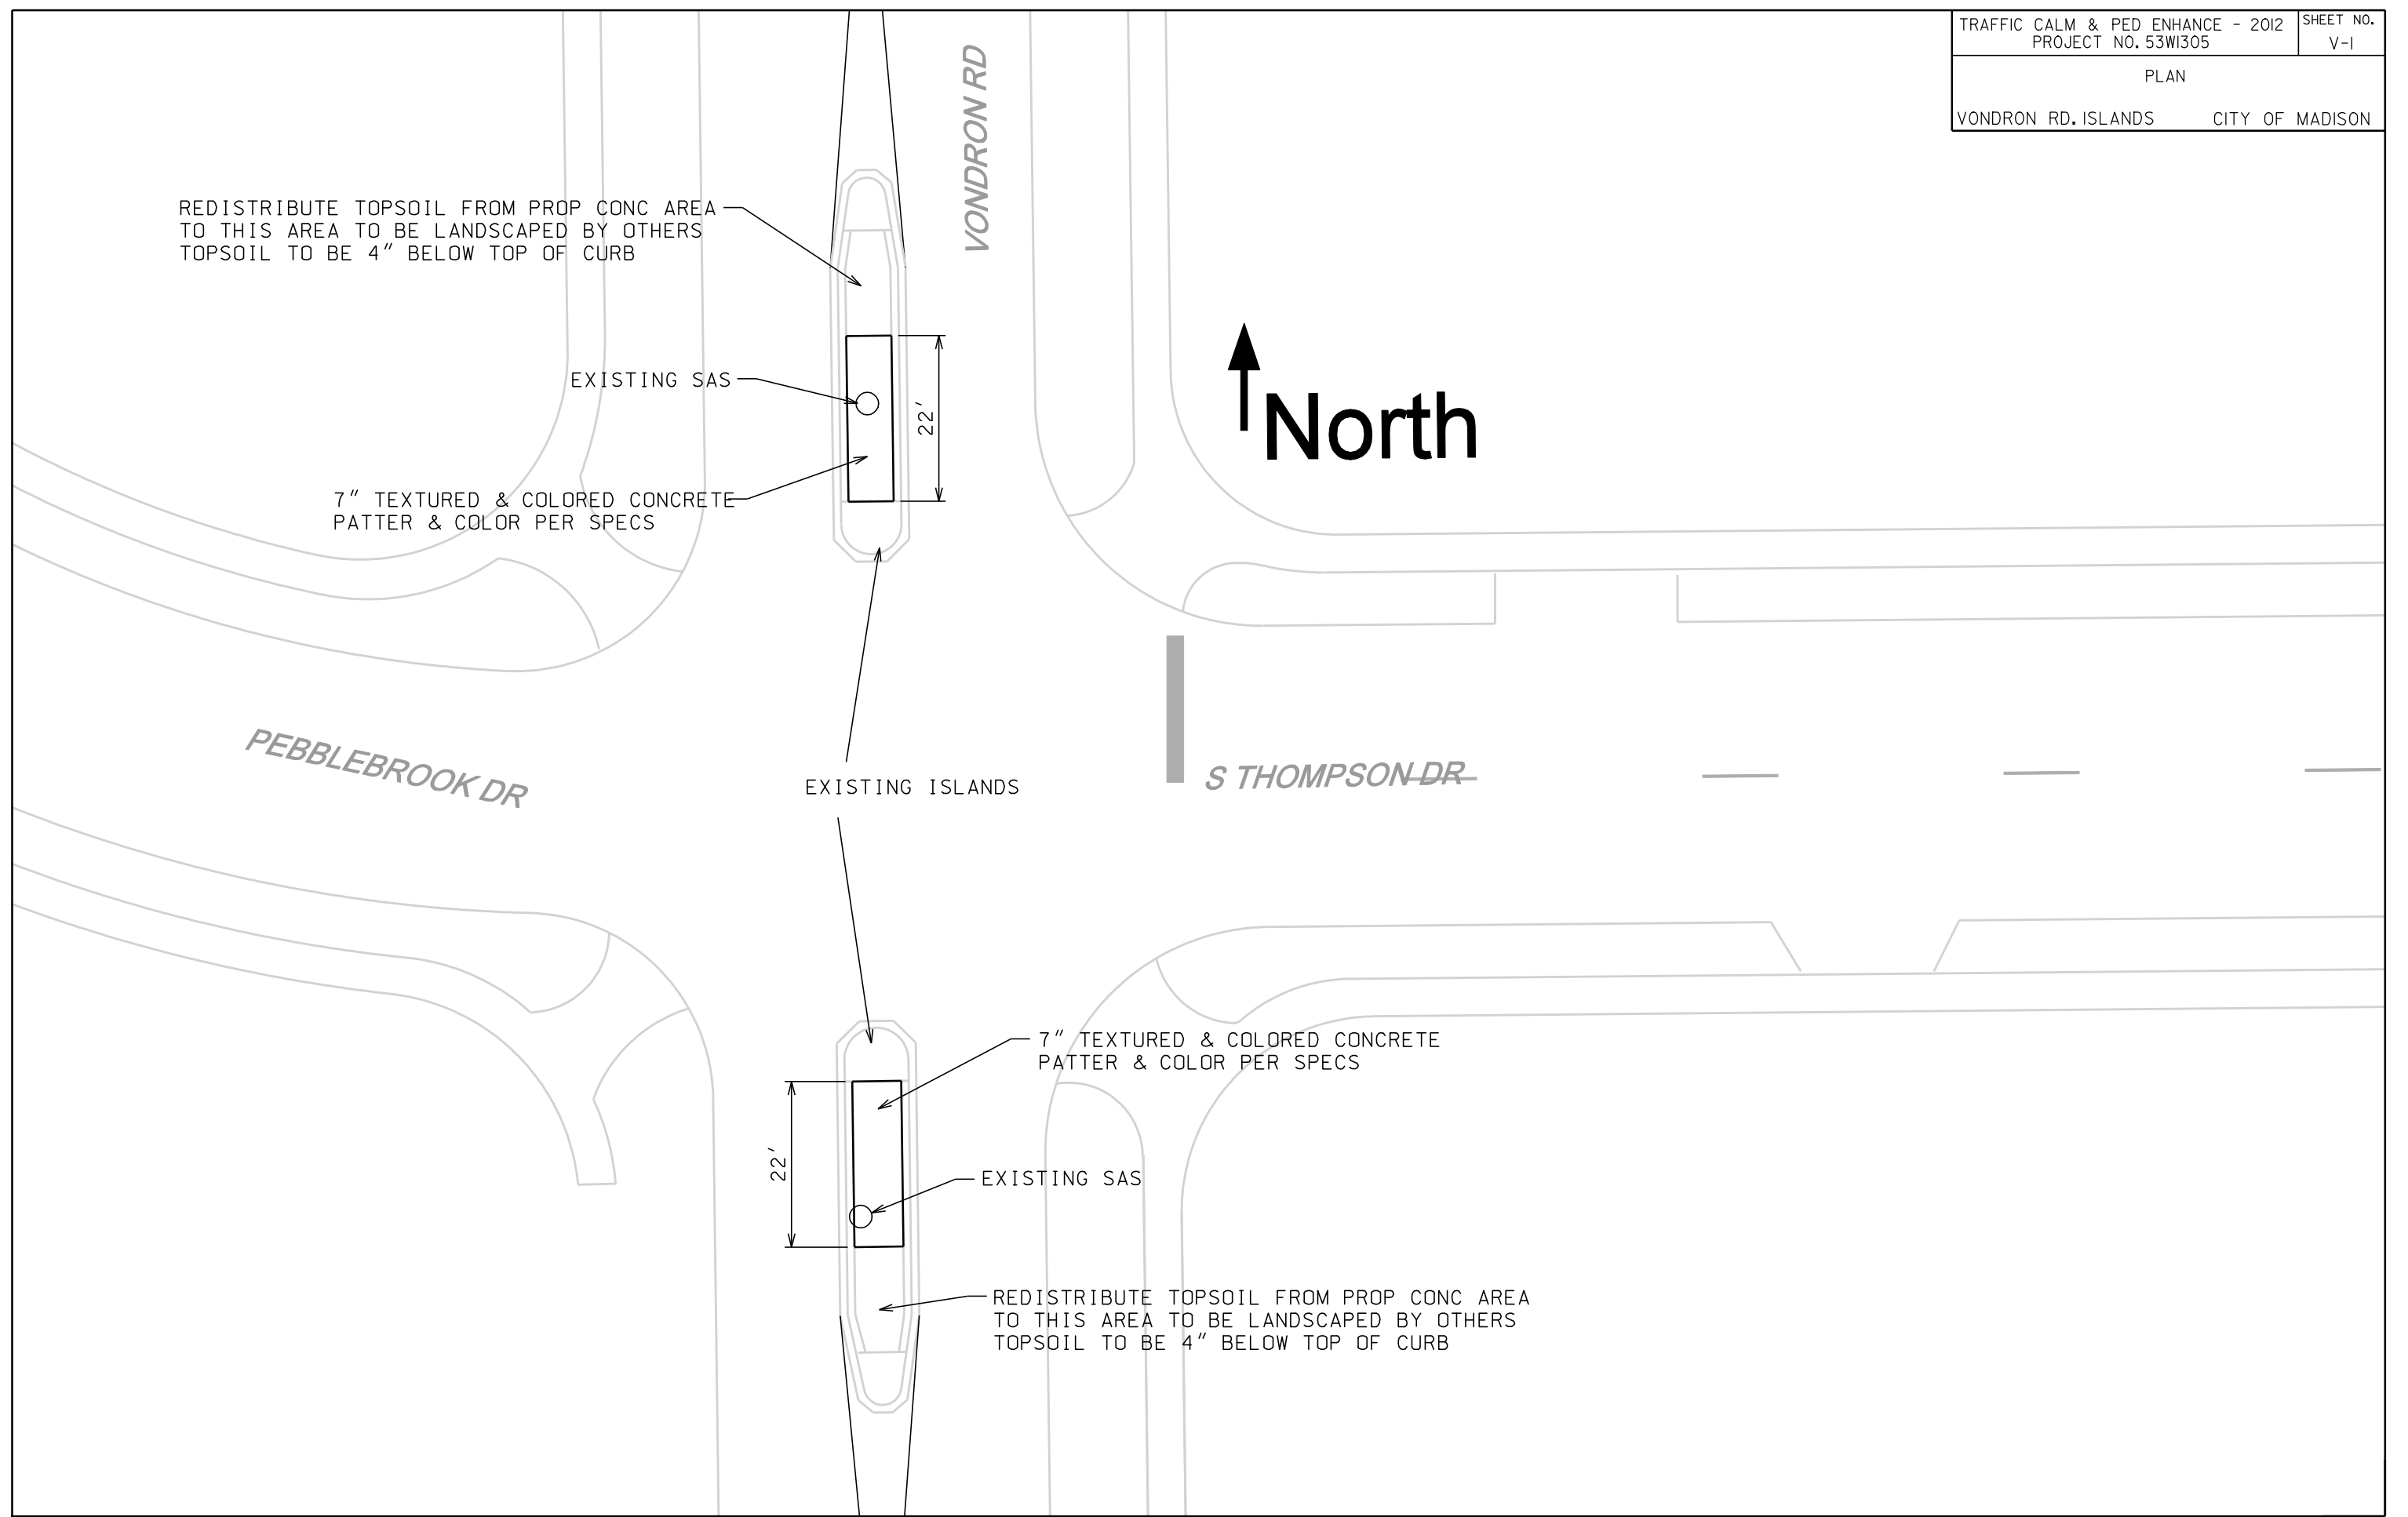 TRAFFIC CALM & PED ENHANCE - 2012
PROJECT NO. 53W1305
SHEET NO.
V-1
PLAN
VONDRON RD. ISLANDS
CITY OF MADISON
VONDRON RD
REDISTRIBUTE TOPSOIL FROM PROP CONC AREA
TO THIS AREA TO BE LANDSCAPED BY OTHERS
TOPSOIL TO BE 4" BELOW TOP OF CURB
EXISTING SAS
22'
North
7" TEXTURED & COLORED CONCRETE
PATTER & COLOR PER SPECS
PEBBLEBROOK DR
EXISTING ISLANDS
S THOMPSON DR
7" TEXTURED & COLORED CONCRETE
PATTER & COLOR PER SPECS
22'
EXISTING SAS
REDISTRIBUTE TOPSOIL FROM PROP CONC AREA
TO THIS AREA TO BE LANDSCAPED BY OTHERS
TOPSOIL TO BE 4" BELOW TOP OF CURB